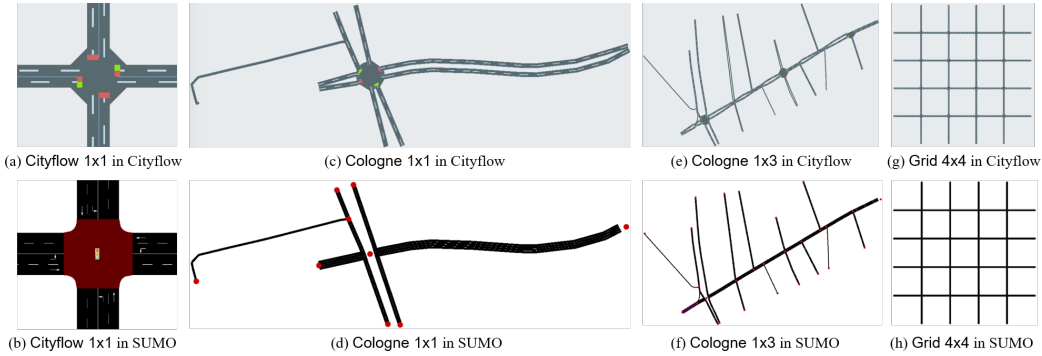 (a) Cityflow 1x1 in Cityflow
(c) Cologne 1x1 in Cityflow
(e) Cologne 1x3 in Cityflow
(g) Grid 4x4 in Cityflow
(b) Cityflow 1x1 in SUMO
(d) Cologne 1x1 in SUMO
(f) Cologne 1x3 in SUMO
(h) Grid 4x4 in SUMO